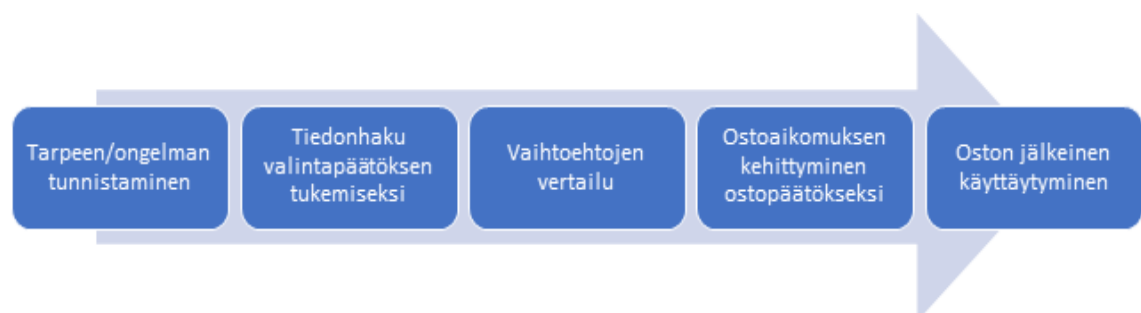 Tarpeen/ongelman
tunnistaminen
Tiedonhaku
valintapäätöksen
tukemiseksi
Vaihtoehtojen
vertailu
Ostoaikomuksen
kehittyminen
ostopäätökseksi
Oston jälkeinen
käyttäytyminen